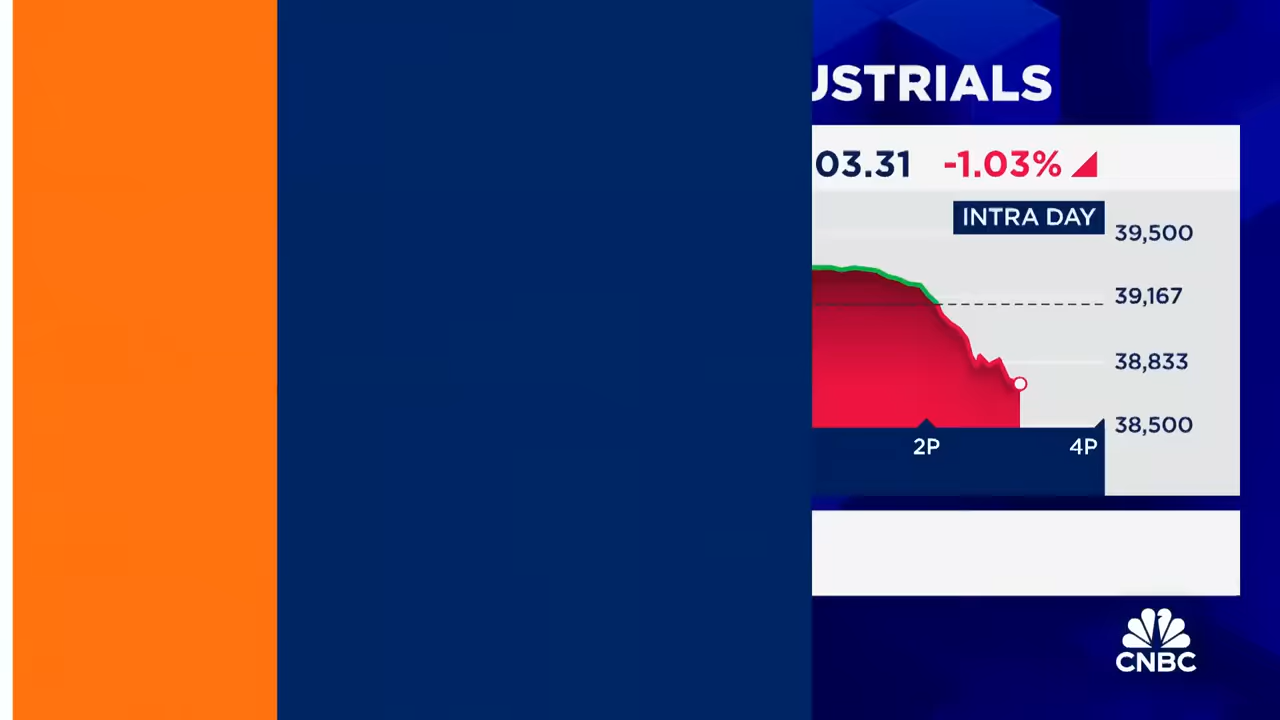 USTRIALS
03.31 -1.03%
INTRA DAY
39,500
39,167
38,833
38,500
2P 4P
CNBC